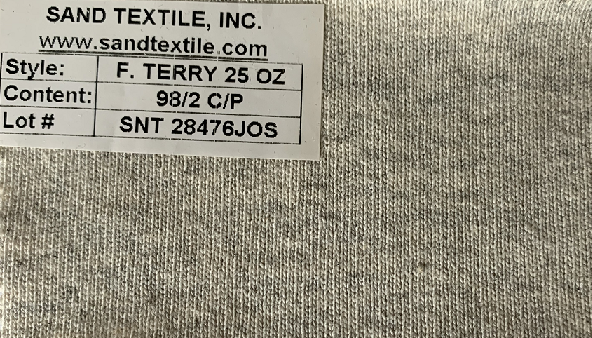 SAND TEXTILE, INC.
www.sandtextile.com
Style: F. TERRY 25 OZ
Content: 98/2 C/P
Lot # SNT 28476JOS